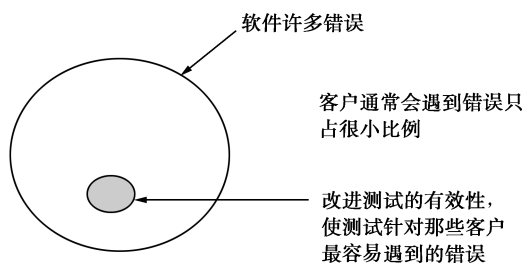 软件许多错误
客户通常会遇到错误只
占很小比例
改进测试的有效性，
使测试针对那些客户
最容易遇到的错误